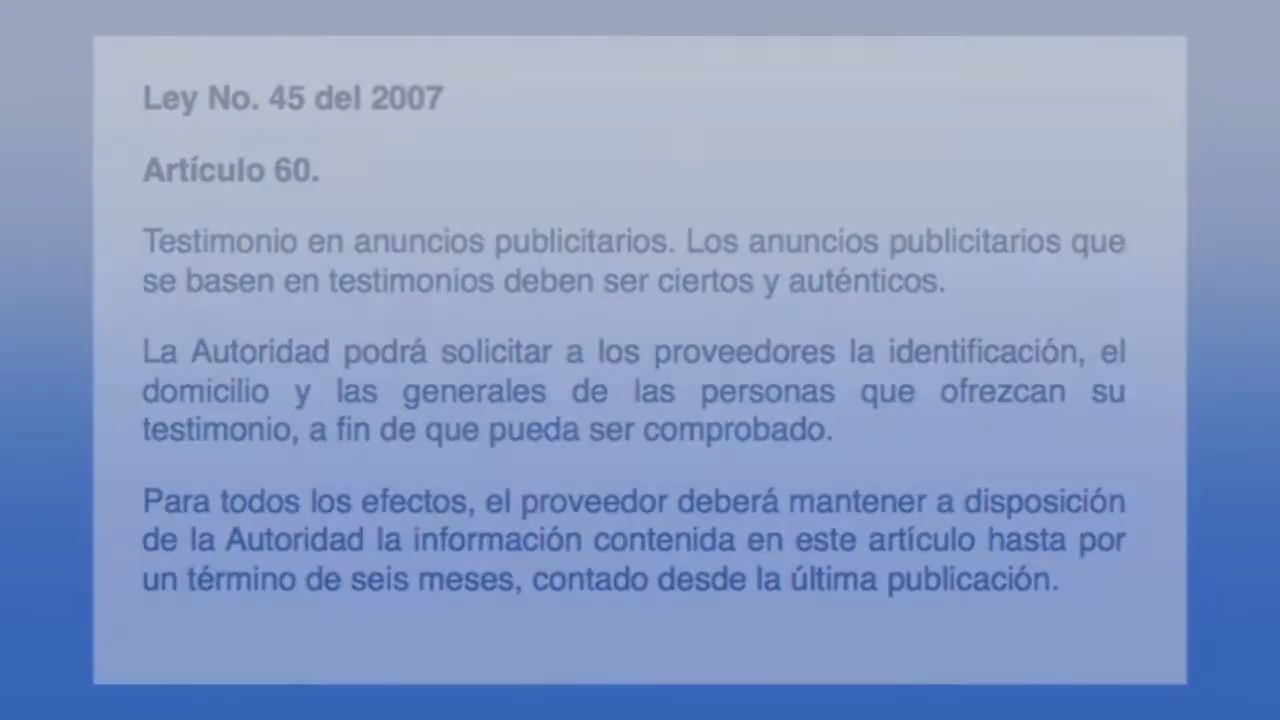 Ley No. 45 del 2007
Artículo 60.
Testimonio en anuncios publicitarios. Los anuncios publicitarios que
se basen en testimonios deben ser ciertos y auténticos.
La Autoridad podrá solicitar a los proveedores la identificación, el
domicilio y las generales de las personas que ofrezcan su
testimonio, a fin de que pueda ser comprobado.
Para todos los efectos, el proveedor deberá mantener a disposición
de la Autoridad la información contenida en este artículo hasta por
un término de seis meses, contado desde la última publicación.